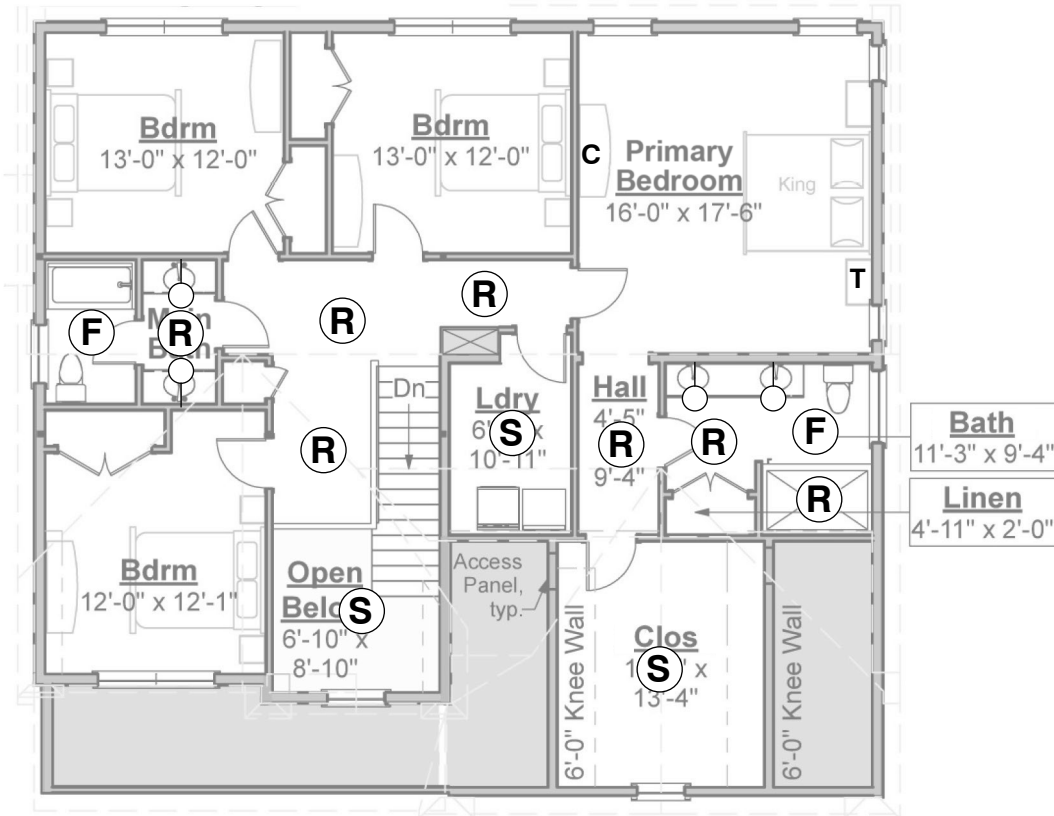 Bdrm
13'-0" x 12'-0"
Bdrm
13'-0" x 12'-0"
C
Primary
Bedroom
16'-0" x 17'-6"
King
T
F
R
R
R
Dn
Ldry
S
10'-11"
Hall
4'-5"
R
9'-4"
R
F
R
Bath
11'-3" x 9'-4"
Linen
4'-11" x 2'-0"
R
Bdrm
12'-0" x 12'-1"
Open
S
6'-10" x
8'-10"
Access
Panel,
typ.
6'-0" Knee Wall
Clos
S
13'-4"
6'-0" Knee Wall